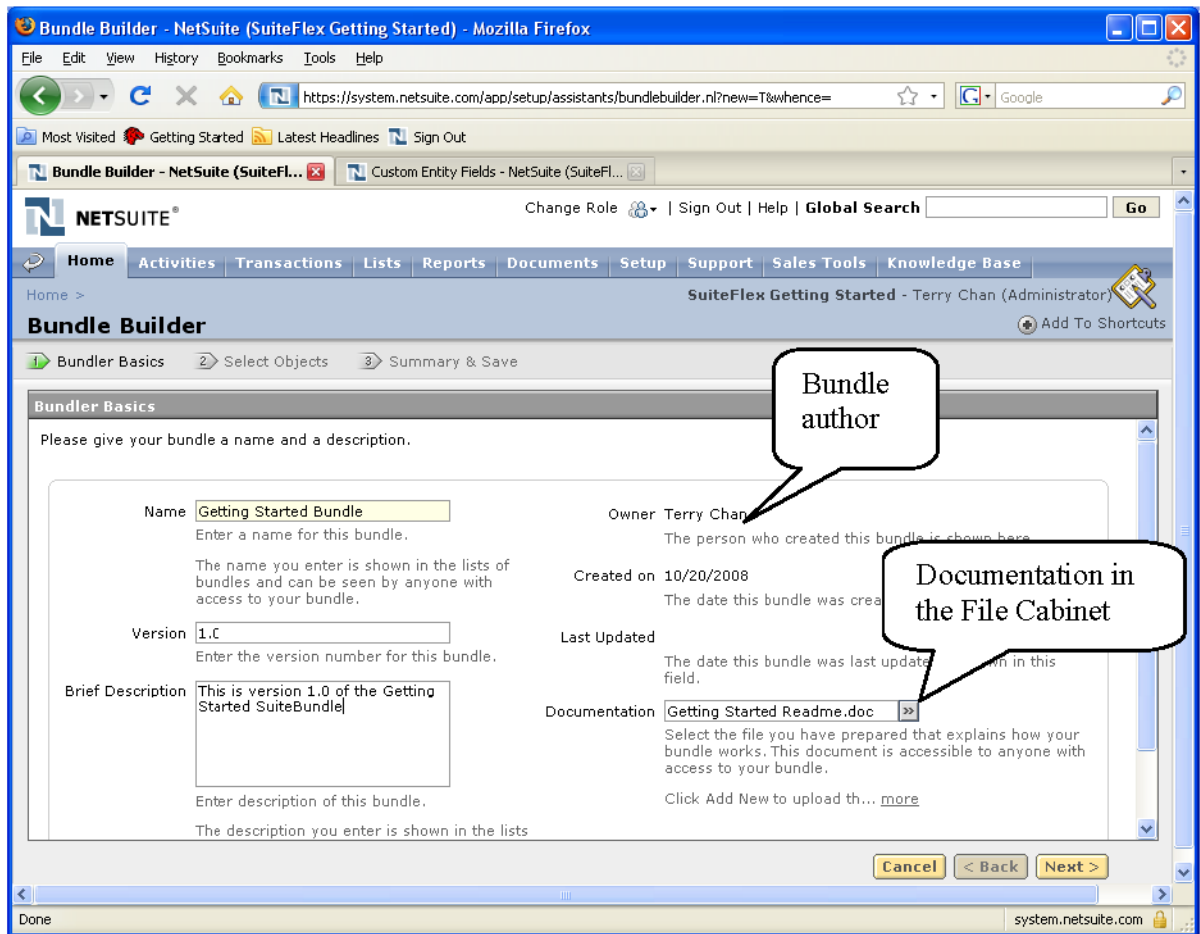 Bundle Builder - NetSuite (SuiteFlex Getting Started) - Mozilla Firefox
File Edit View History Bookmarks Tools Help
https://system.netsuite.com/app/setup/assistants/bundlebuilder.nl?new=T&whence=
G Google
Most Visited Getting Started Latest Headlines N Sign Out
N Bundle Builder - NetSuite (SuiteFl... N Custom Entity Fields - NetSuite (SuiteFl...
N NETSUITE® Change Role | Sign Out | Help | Global Search Go
Home Activities Transactions Lists Reports Documents Setup Support Sales Tools Knowledge Base
Home > SuiteFlex Getting Started - Terry Chan (Administrator)
Bundle Builder Add To Shortcuts
1 Bundler Basics 2 Select Objects 3 Summary & Save
Bundler Basics
Please give your bundle a name and a description.
Bundle
author
Name Getting Started Bundle
Enter a name for this bundle.
The name you enter is shown in the lists of
bundles and can be seen by anyone with
access to your bundle.
Version 1.0
Enter the version number for this bundle.
Brief Description This is version 1.0 of the Getting
Started SuiteBundle
Enter description of this bundle.
The description you enter is shown in the lists
Owner Terry Chan
The person who created this bundle is shown here
Created on 10/20/2008
The date this bundle was crea
Documentation in
the File Cabinet
Last Updated
The date this bundle was last update wn in this
field.
Documentation Getting Started Readme.doc »
Select the file you have prepared that explains how your
bundle works. This document is accessible to anyone with
access to your bundle.
Click Add New to upload th... more
Cancel < Back Next >
Done system.netsuite.com